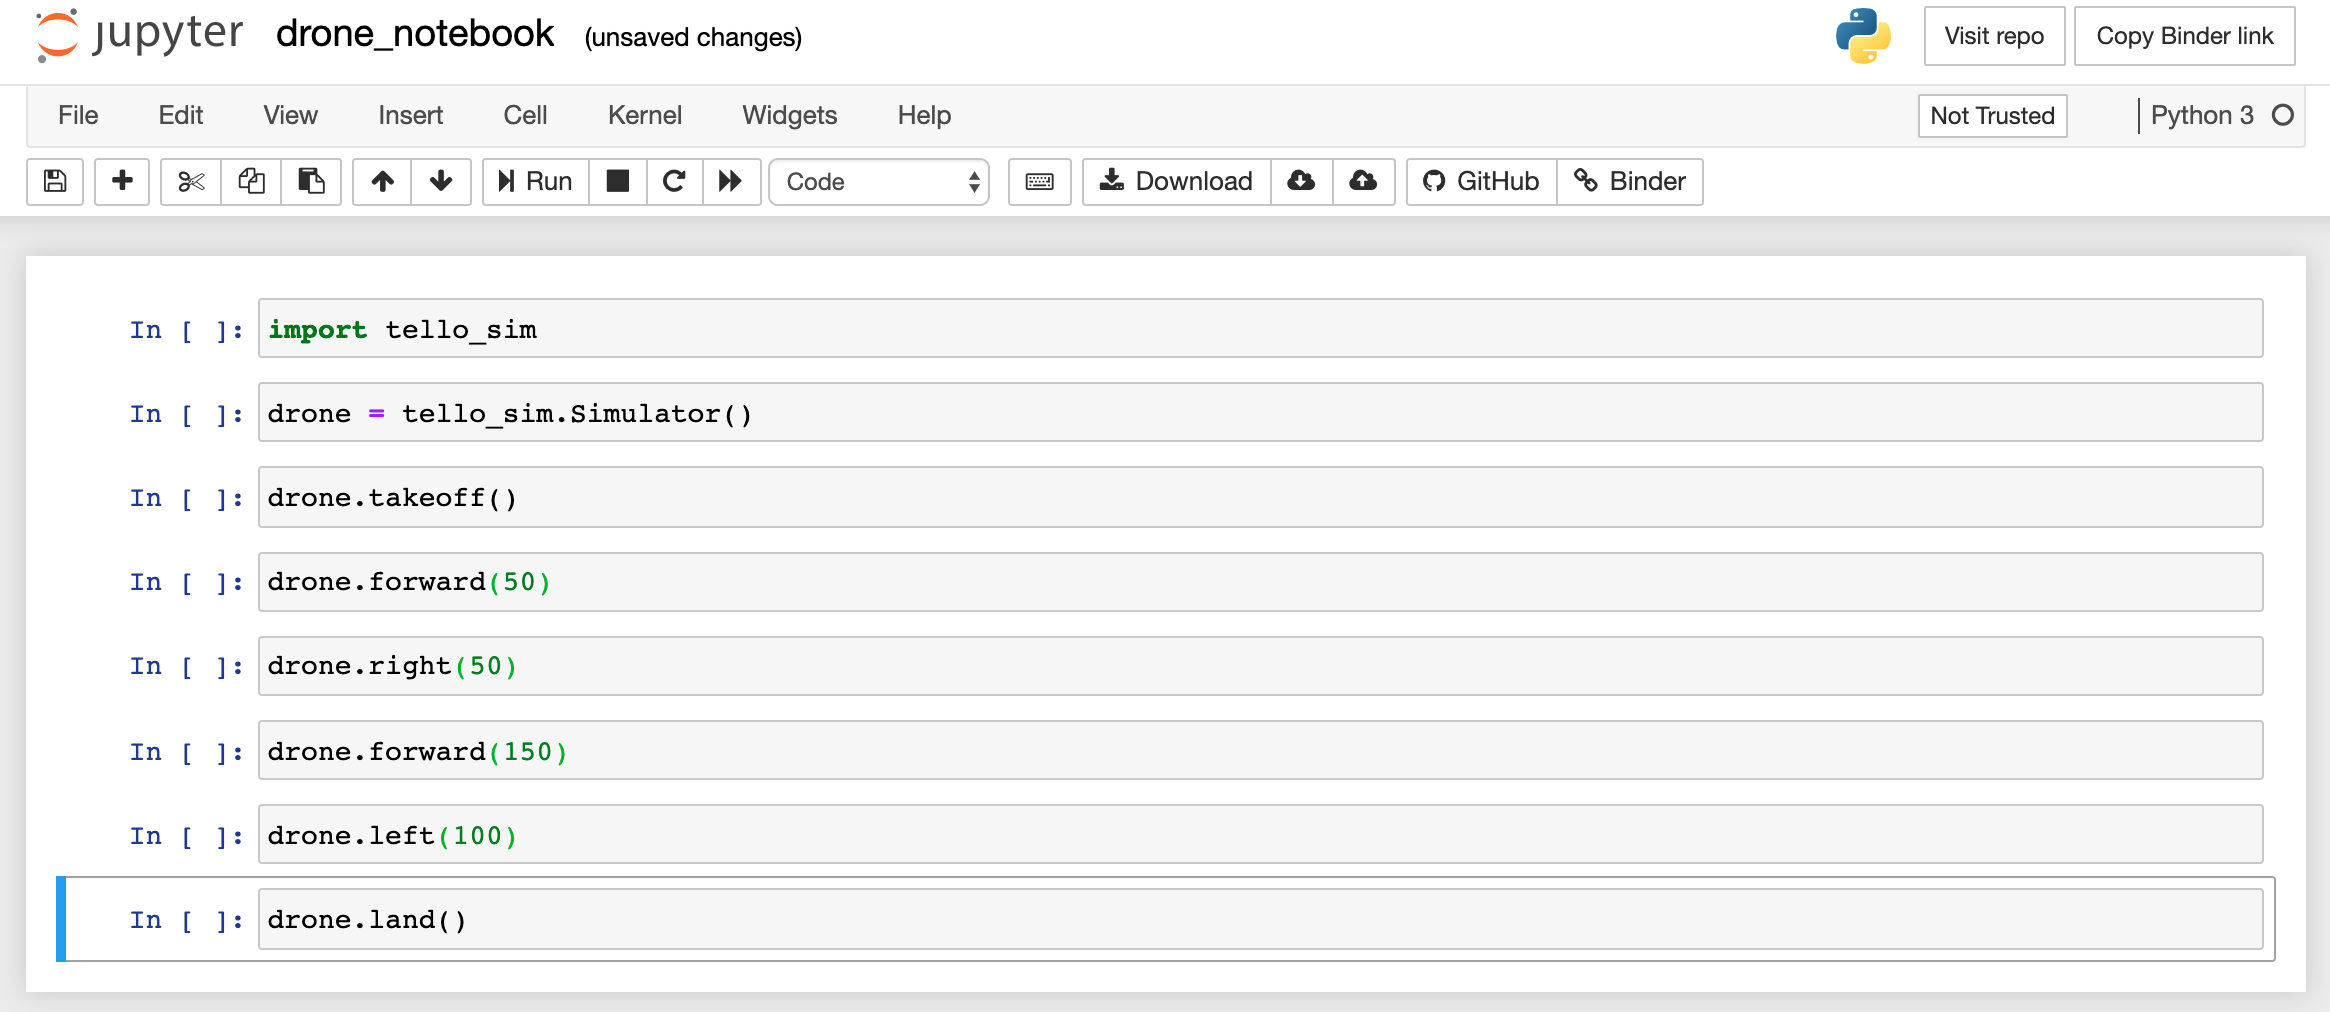 jupyter drone_notebook (unsaved changes) Visit repo Copy Binder link
File Edit View Insert Cell Kernel Widgets Help Not Trusted Python 3
Run Code Download GitHub Binder
In [ ]: import tello_sim
In [ ]: drone = tello_sim.Simulator()
In [ ]: drone.takeoff()
In [ ]: drone.forward(50)
In [ ]: drone.right(50)
In [ ]: drone.forward(150)
In [ ]: drone.left(100)
In [ ]: drone.land()